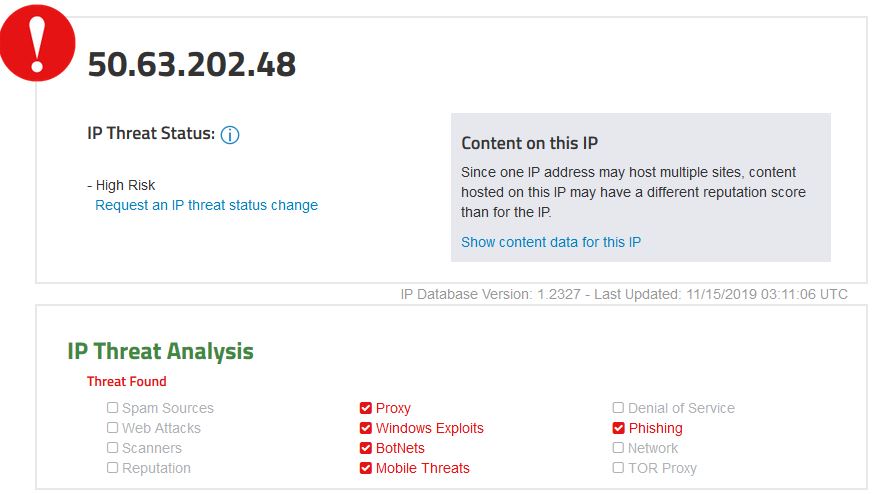 50.63.202.48
IP Threat Status:
Content on this IP
Since one IP address may host multiple sites, content
hosted on this IP may have a different reputation score
than for the IP.
Show content data for this IP
- High Risk
Request an IP threat status change
IP Database Version: 1.2327 - Last Updated: 11/15/2019 03:11:06 UTC
IP Threat Analysis
Threat Found
Spam Sources
Web Attacks
Scanners
Reputation
Proxy
Windows Exploits
BotNets
Mobile Threats
Denial of Service
Phishing
Network
TOR Proxy